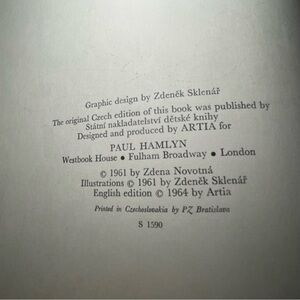 Graphic design by Zdeněk Sklenář
The original Czech edition of this book was published by
Státní nakladatelství dětské knihy
Designed and produced by ARTIA for
PAUL HAMLYN
Westbook House • Fulham Broadway • London
© 1961 by Zdena Novotná
Illustrations © 1961 by Zdeněk Sklenář
English edition © 1964 by Artia
Printed in Czechoslovakia by PZ Bratislava
S 1590